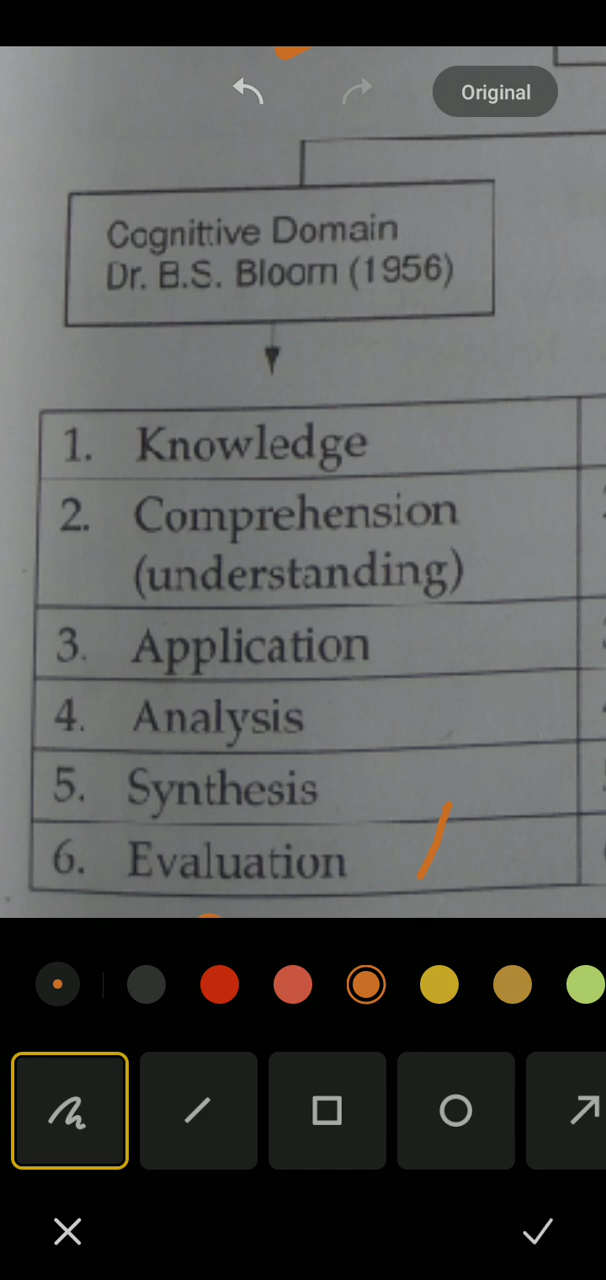 Original
Cognitive Domain
Dr. B.S. Bloom (1956)
1. Knowledge
2. Comprehension
(understanding)
3. Application
4. Analysis
5. Synthesis
6. Evaluation